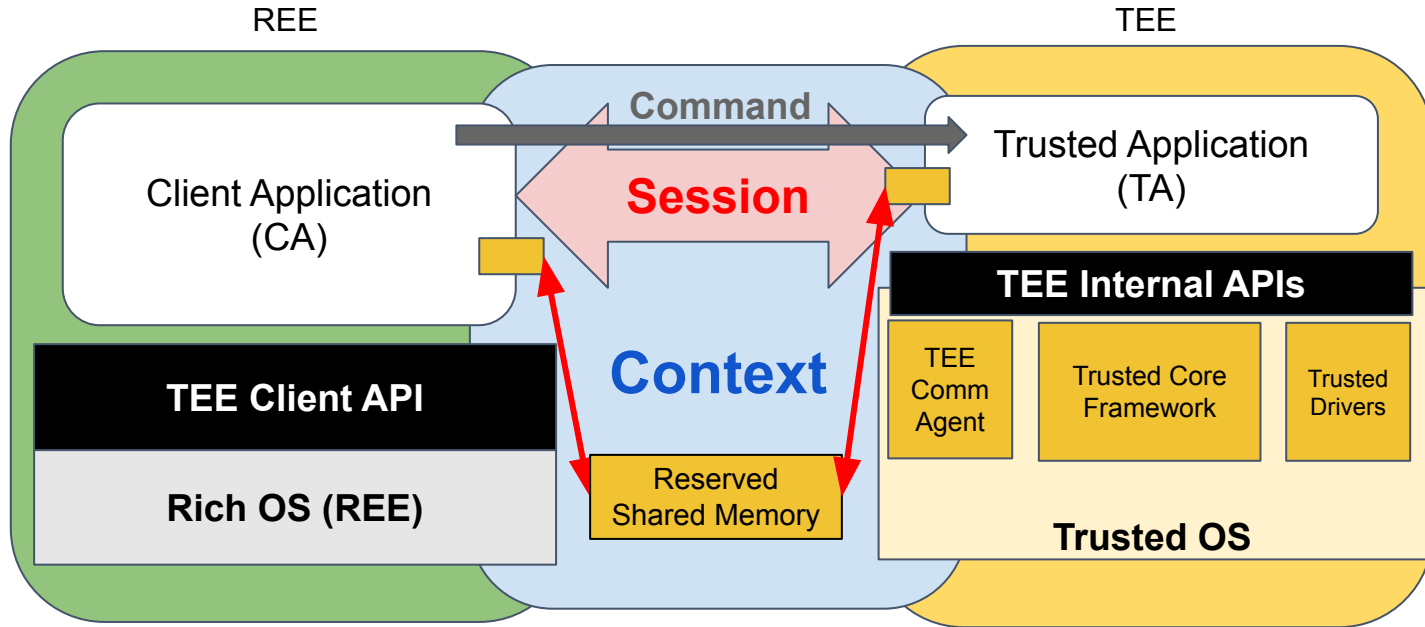 REE
TEE
Command
Client Application
(CA)
Session
Trusted Application
(TA)
TEE Internal APIs
TEE Client API
Context
TEE
Comm
Agent
Trusted Core
Framework
Trusted
Drivers
Rich OS (REE)
Reserved
Shared Memory
Trusted OS